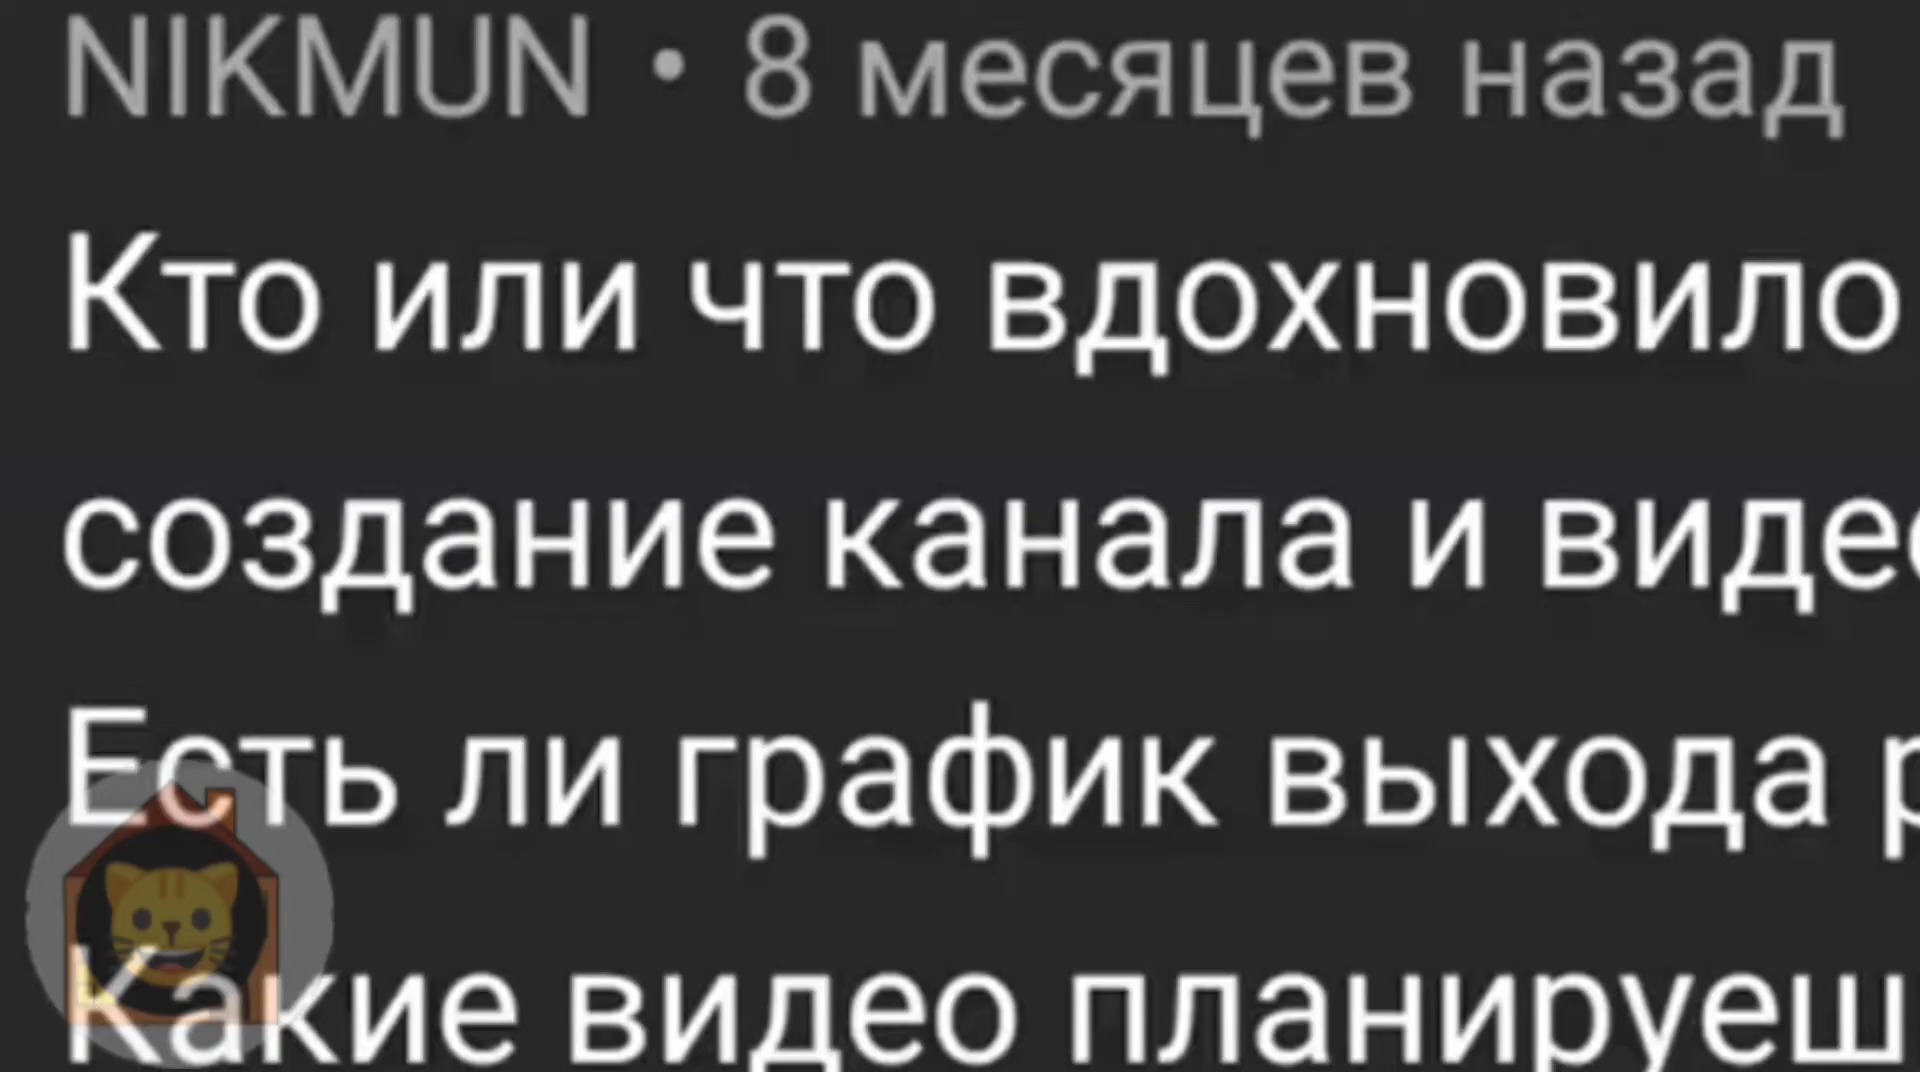 NIKMUN • 8 месяцев назад
Кто или что вдохновило
создание канала и виде
Есть ли график выхода
Какие видео планируеш